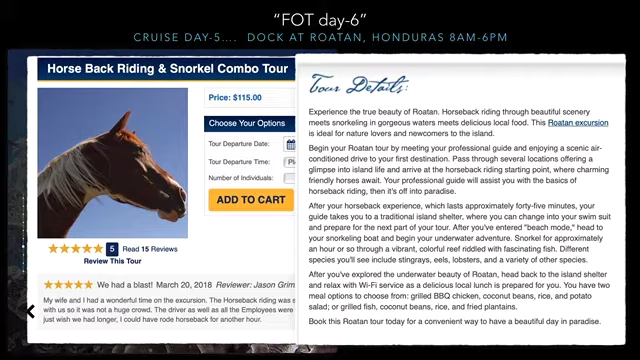 “FOT day-6”
CRUISE DAY-5.... DOCK AT ROATAN, HONDURAS 8AM-6PM
Horse Back Riding & Snorkel Combo Tour
Price: $115.00
Choose Your Options
Tour Departure Date:
Tour Departure Time:
Number of Individuals:
ADD TO CART
5 Read 15 Reviews
Review This Tour
We had a blast! March 20, 2018 Reviewer: Jason Grim
My wife and I had a wonderful time on the excursion. The Horseback riding was s
with us so it was not a huge crowd. The driver as well as all the Employees were
just wish we had longer, I could have rode horseback for another hour.
Tour Details:
Experience the true beauty of Roatan. Horseback riding through beautiful scenery
meets snorkeling in gorgeous waters meets delicious local food. This Roatan excursion
is ideal for nature lovers and newcomers to the island.
Begin your Roatan tour by meeting your professional guide and enjoying a scenic air-
conditioned drive to your first destination. Pass through several locations offering a
glimpse into island life and arrive at the horseback riding starting point, where charming
friendly horses await. Your professional guide will assist you with the basics of
horseback riding, then it's off into paradise.
After your horseback experience, which lasts approximately forty-five minutes, your
guide takes you to a traditional island shelter, where you can change into your swim suit
and prepare for the next part of your tour. After you've entered "beach mode," head to
your snorkeling boat and begin your underwater adventure. Snorkel for approximately
an hour or so through a vibrant, colorful reef riddled with fascinating fish. Different
species you'll see include stingrays, eels, lobsters, and a variety of other species.
After you've explored the underwater beauty of Roatan, head back to the island shelter
and relax with Wi-Fi service as a delicious local lunch is prepared for you. You have two
meal options to choose from: grilled BBQ chicken, coconut beans, rice, and potato
salad; or grilled fish, coconut beans, rice, and fried plantains.
Book this Roatan tour today for a convenient way to have a beautiful day in paradise.